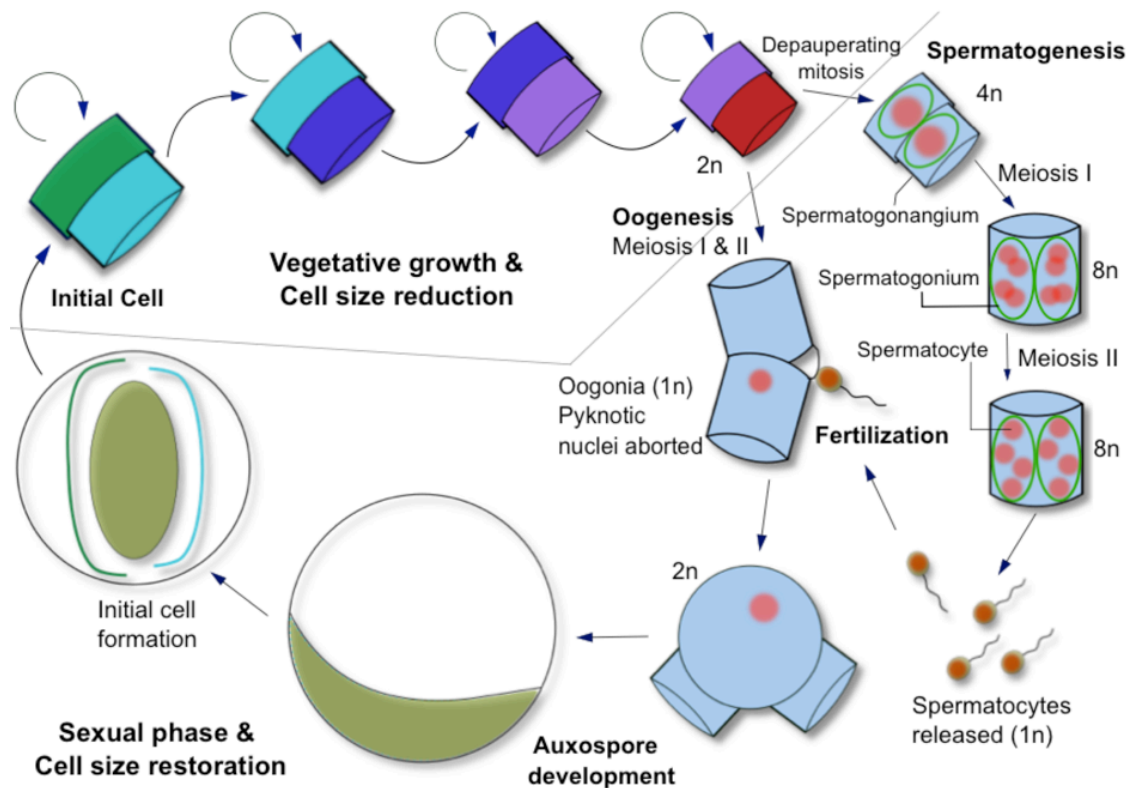 Depauperating
mitosis
Spermatogenesis
4n
2n
Meiosis I
Spermatogonangium
Oogenesis
Meiosis I & II
Initial Cell
Vegetative growth &
Cell size reduction
Spermatogonium
8n
Spermatocyte
Meiosis II
Oogonia (1n)
Pyknotic
nuclei aborted
Fertilization
8n
2n
Initial cell
formation
Spermatocytes
released (1n)
Sexual phase &
Cell size restoration
Auxospore
development